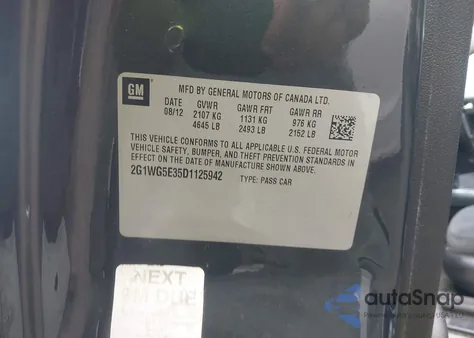 GM
MFD BY GENERAL MOTORS OF CANADA LTD.
DATE GVWR GAWR FRT GAWR RR
08/12 2107 KG 1131 KG 976 KG
4645 LB 2493 LB 2152 LB
THIS VEHICLE CONFORMS TO ALL APPLICABLE U.S. FEDERAL MOTOR
VEHICLE SAFETY, BUMPER, AND THEFT PREVENTION STANDARDS IN
EFFECT ON THE DATE OF MANUFACTURE SHOWN ABOVE.
2G1WG5E35D1125942 TYPE: PASS CAR
NEXT
autoSnap